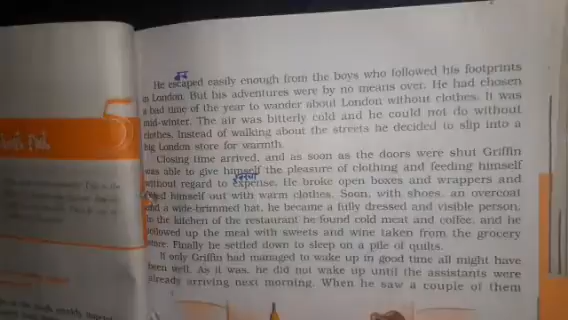 बच
He escaped easily enough from the boys who followed his footprints
in London. But his adventures were by no means over. He had chosen
a bad time of the year to wander about London without clothes. It was
mid-winter. The air was bitterly cold and he could not do without
clothes. Instead of walking about the streets he decided to slip into a
big London store for warmth.
Closing time arrived, and as soon as the doors were shut Griffin
was able to give himself the pleasure of clothing and feeding himself
without regard to expense. He broke open boxes and wrappers and
fitted himself out with warm clothes. Soon, with shoes, an overcoat
and a wide-brimmed hat, he became a fully dressed and visible person.
In the kitchen of the restaurant he found cold meat and coffee, and he
followed up the meal with sweets and wine taken from the grocery
store. Finally he settled down to sleep on a pile of quilts.
If only Griffin had managed to wake up in good time all might have
been well. As it was, he did not wake up until the assistants were
already arriving next morning. When he saw a couple of them